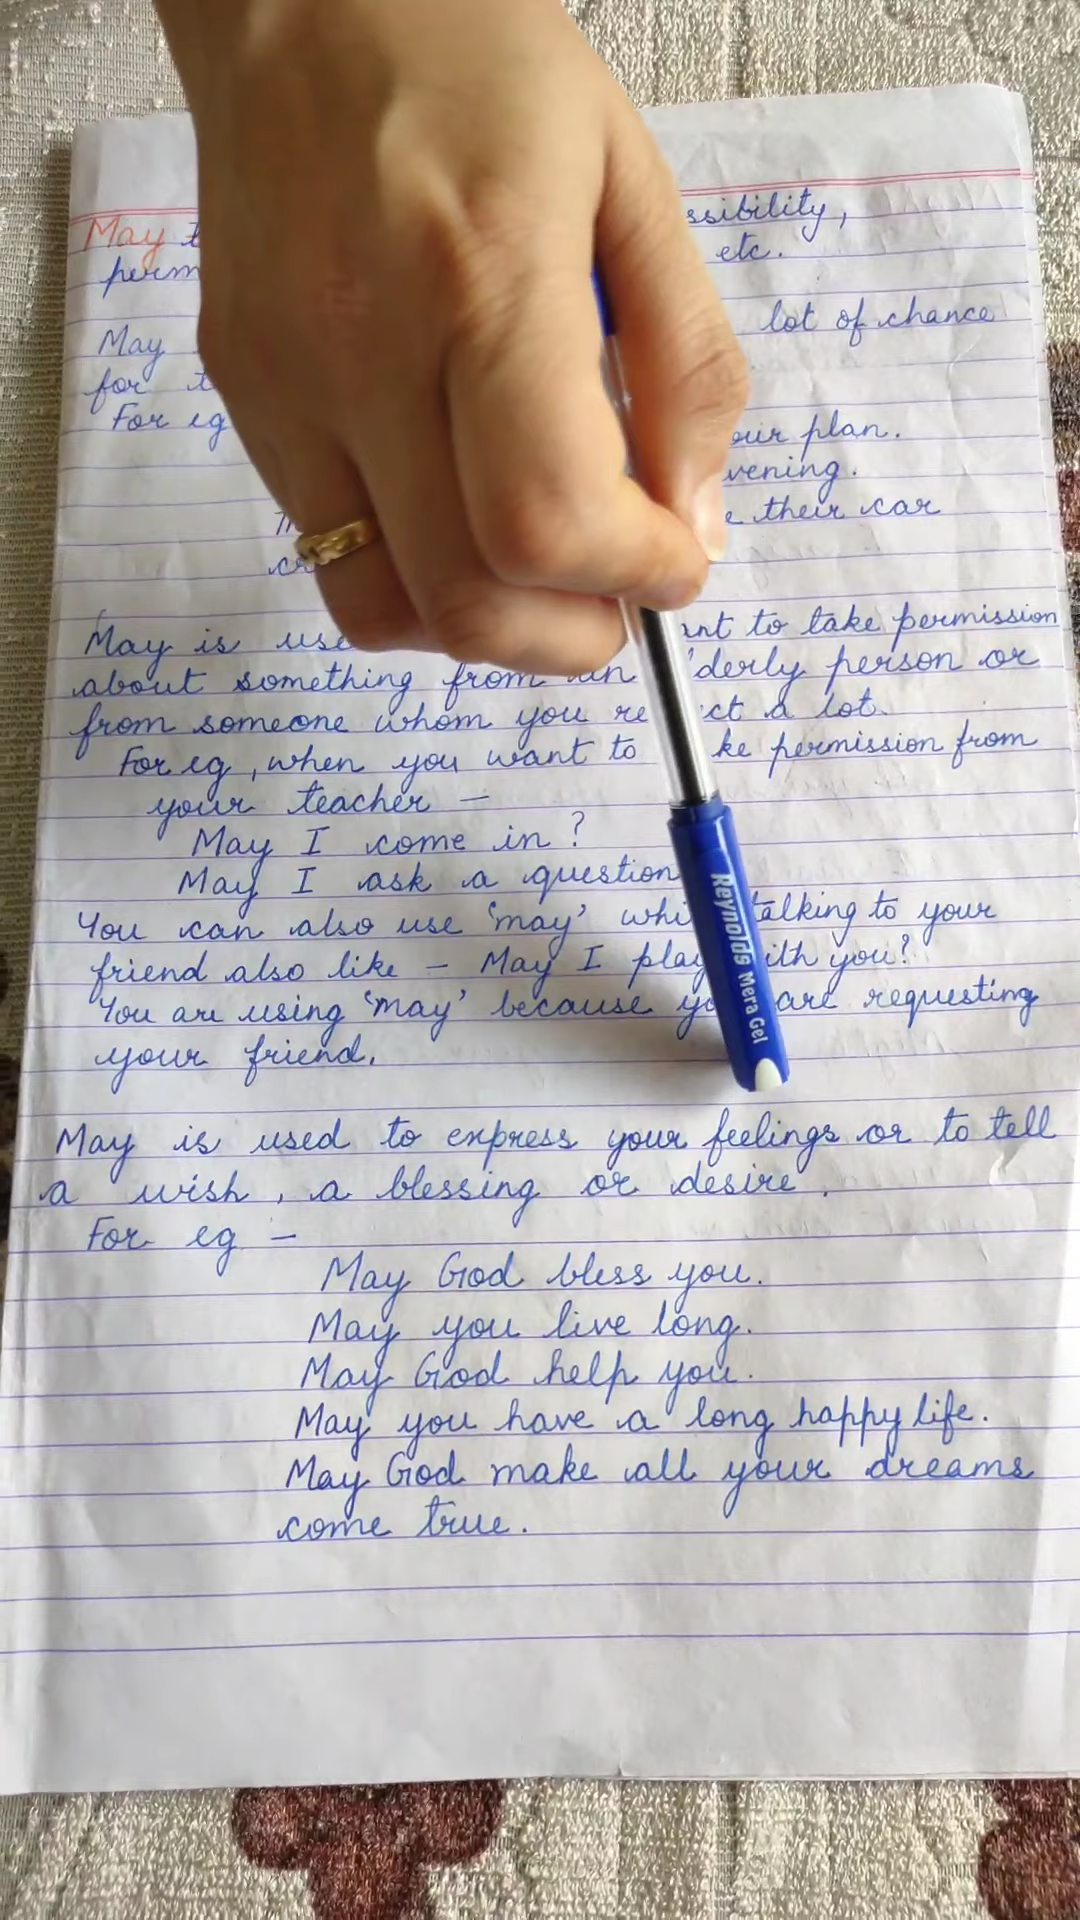 May ssibility,
etc.
May lot of chance
for
For eg our plan.
vening.
their car
May is use to take permission
about something from an derly person or
from someone whom you re ct a lot.
For eg, when you want to ke permission from
your teacher –
May I come in ?
May I ask a question
You can also use 'may' whi talking to your
friend also like – May I play ith you?
You are using 'may' because you are requesting
your friend.
May is used to express your feelings or to tell
a wish, a blessing or desire.
For eg –
May God bless you.
May you live long.
May God help you.
May you have a long happy life.
May God make all your dreams
come true.
Reynolds Mera Gel